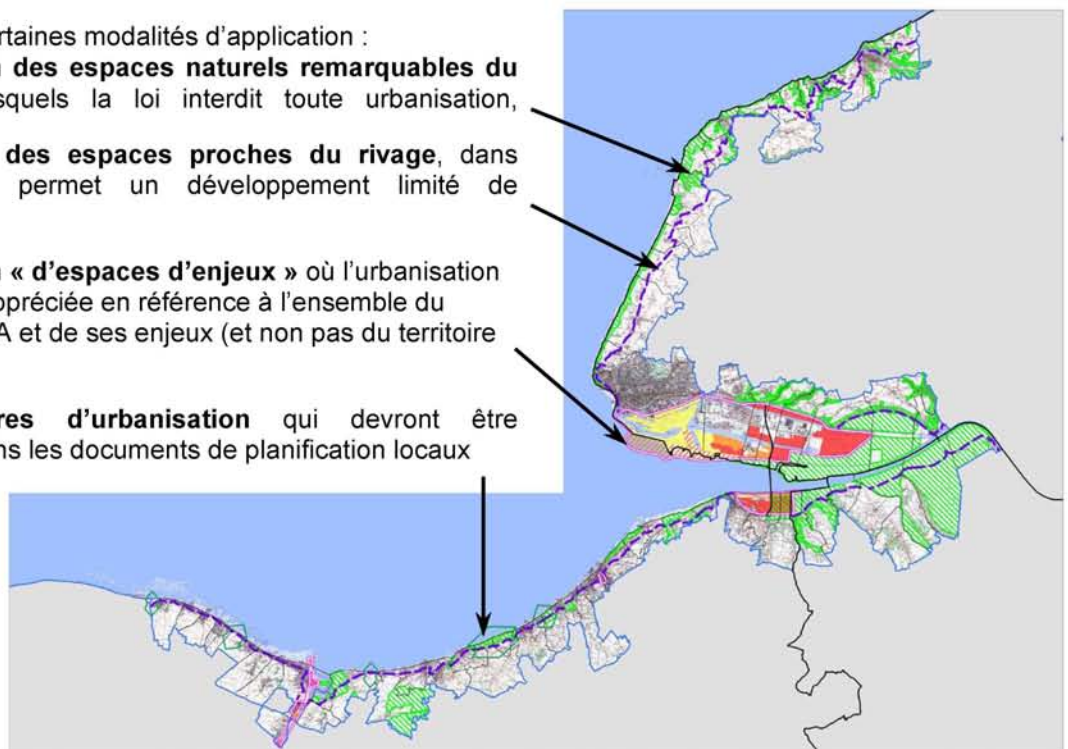 rtaines modalités d'application :
des espaces naturels remarquables du
squels la loi interdit toute urbanisation,
des espaces proches du rivage, dans
permet un développement limité de
« d'espaces d'enjeux » où l'urbanisation
ppréciée en référence à l'ensemble du
A et de ses enjeux (et non pas du territoire
res d'urbanisation qui devront être
ns les documents de planification locaux